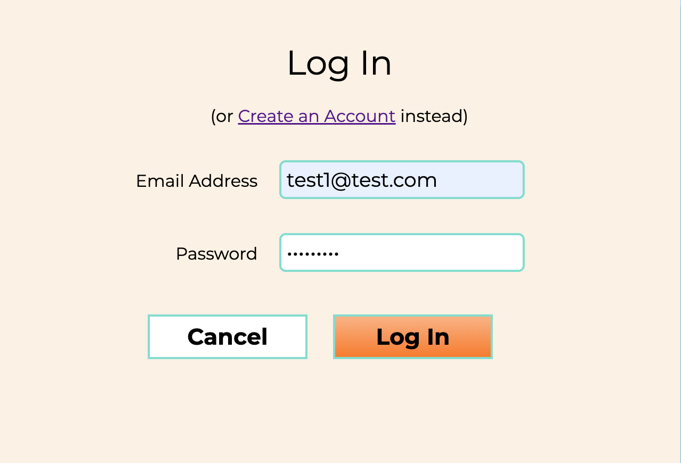 Log In
(or Create an Account instead)
Email Address test1@test.com
Password •••••••••
Cancel Log In